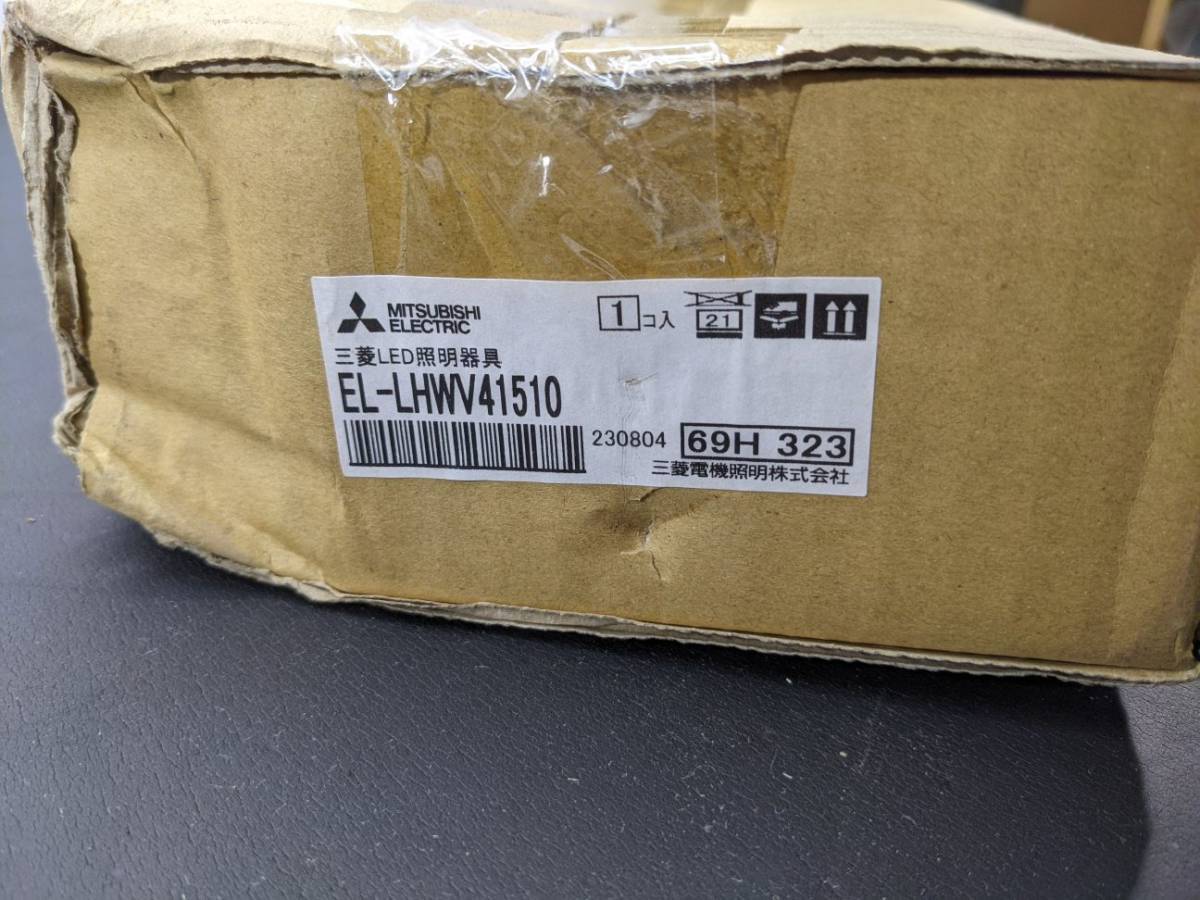 MITSUBISHI
ELECTRIC
1コ入
21
三菱LED照明器具
EL-LHWV41510
230804
69H 323
三菱電機照明株式会社